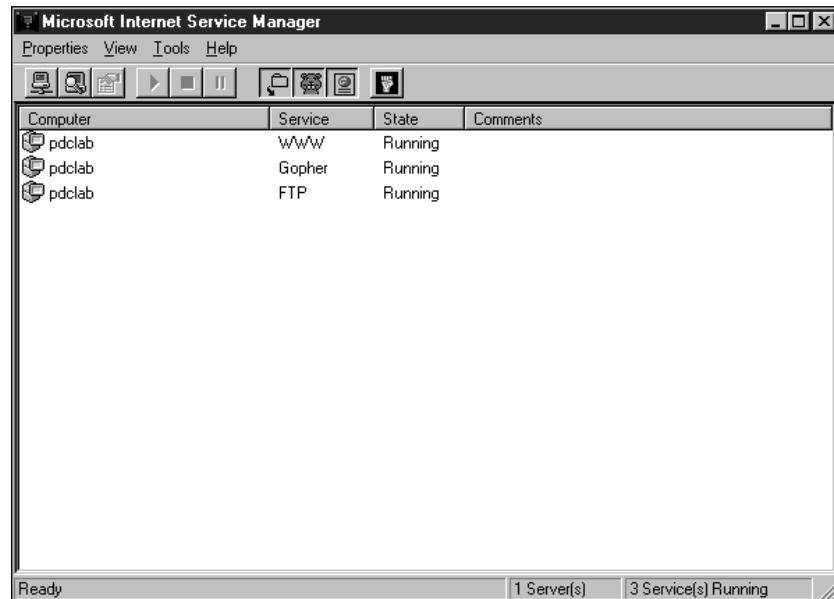 Microsoft Internet Service Manager
Properties View Tools Help
Computer Service State Comments
pdclab WWW Running
pdclab Gopher Running
pdclab FTP Running
Ready 1 Server(s) 3 Service(s) Running